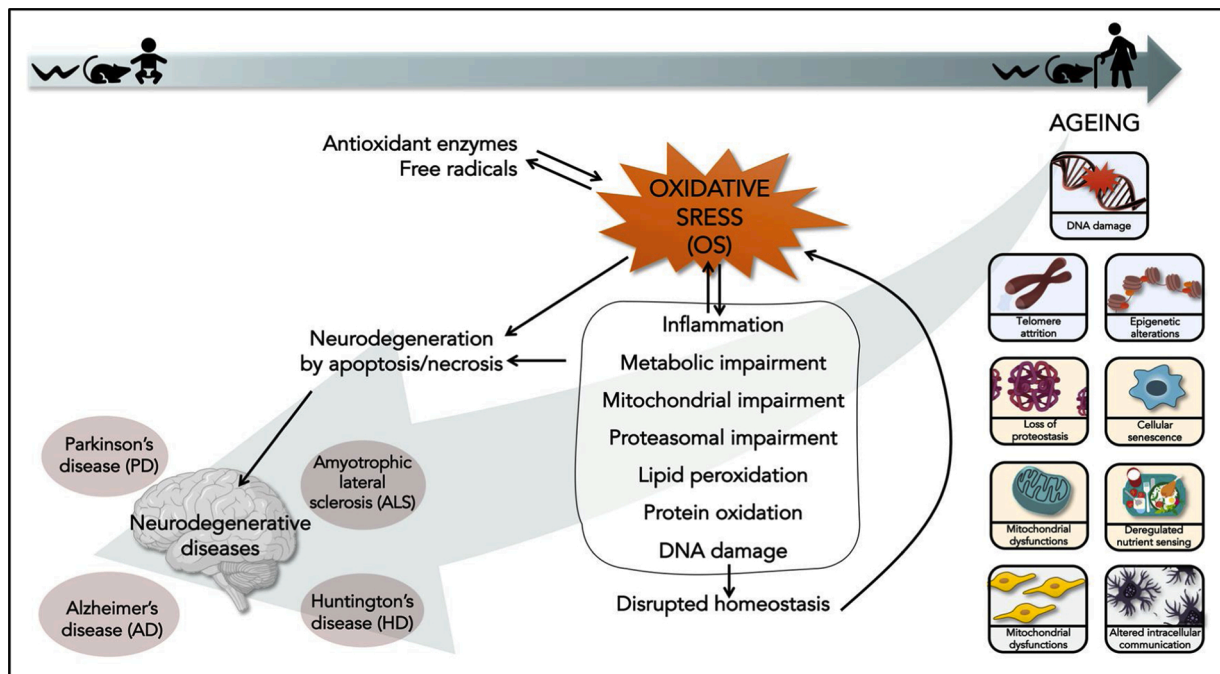 AGEING
Antioxidant enzymes
Free radicals
OXIDATIVE
SRESS
(OS)
DNA damage
Telomere
attrition
Epigenetic
alterations
Inflammation
Metabolic impairment
Mitochondrial impairment
Proteasomal impairment
Lipid peroxidation
Protein oxidation
DNA damage
Disrupted homeostasis
Neurodegeneration
by apoptosis/necrosis
Parkinson's
disease (PD)
Amyotrophic
lateral
sclerosis (ALS)
Neurodegenerative
diseases
Alzheimer's
disease (AD)
Huntington's
disease (HD)
Loss of
proteostasis
Cellular
senescence
Mitochondrial
dysfunctions
Deregulated
nutrient sensing
Mitochondrial
dysfunctions
Altered intracellular
communication